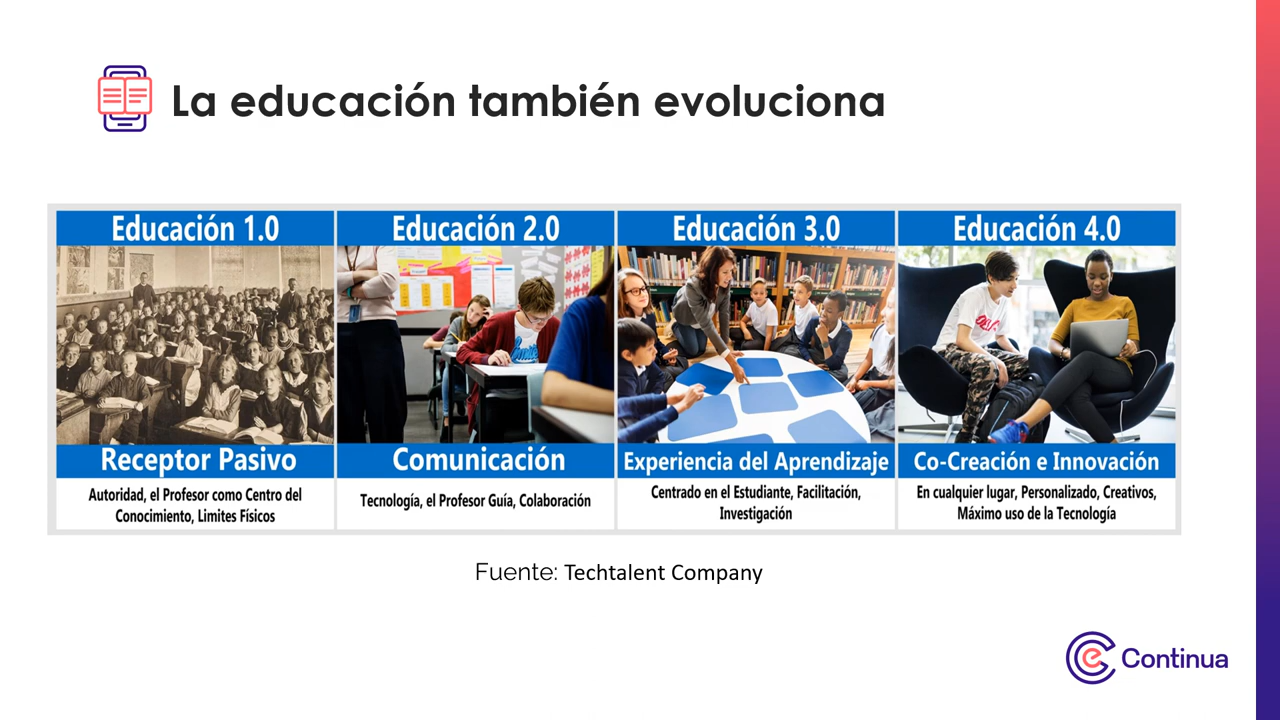 La educación también evoluciona
Educación 1.0
Educación 2.0
Educación 3.0
Educación 4.0
Receptor Pasivo
Comunicación
Experiencia del Aprendizaje
Co-Creación e Innovación
Autoridad, el Profesor como Centro del
Conocimiento, Limites Físicos
Tecnología, el Profesor Guía, Colaboración
Centrado en el Estudiante, Facilitación,
Investigación
En cualquier lugar, Personalizado, Creativos,
Máximo uso de la Tecnología
Fuente: Techtalent Company
Continua